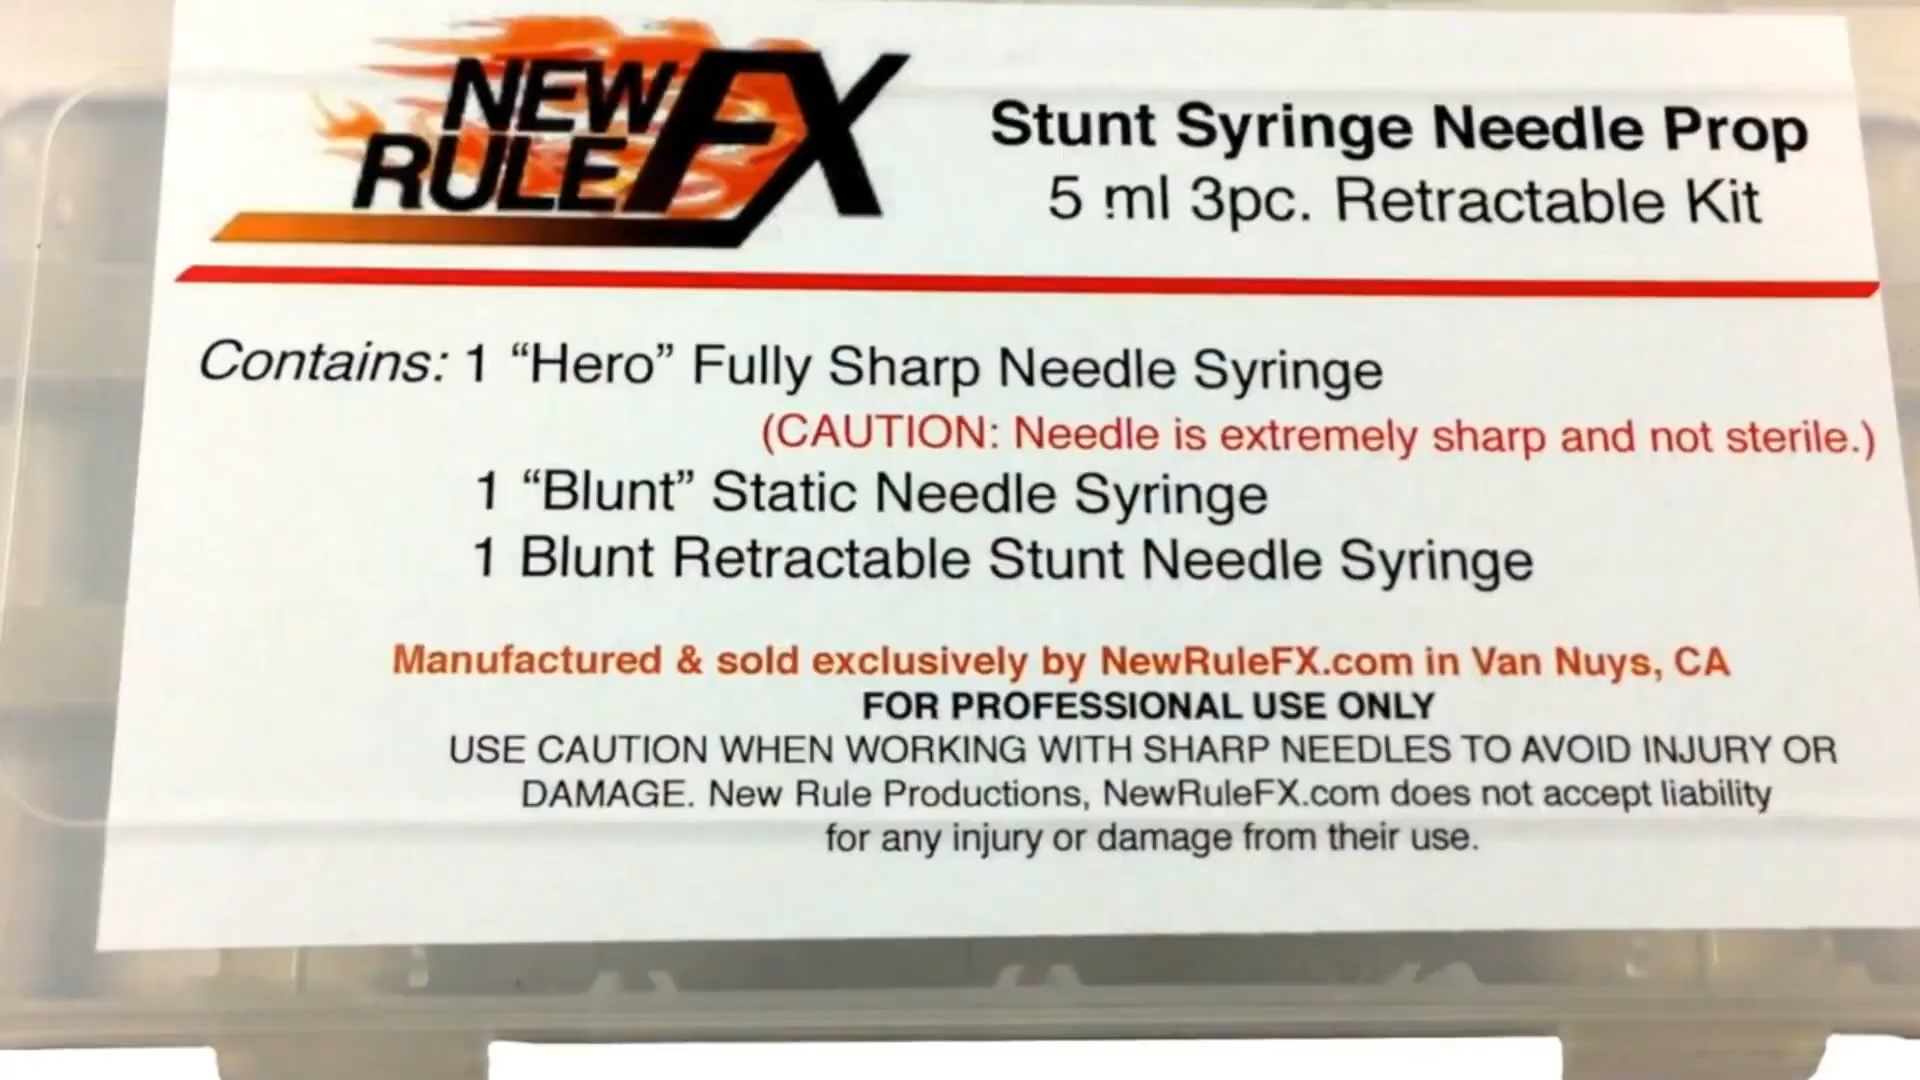 NEW
RULE FX
Stunt Syringe Needle Prop
5 ml 3pc. Retractable Kit
Contains: 1 “Hero” Fully Sharp Needle Syringe
(CAUTION: Needle is extremely sharp and not sterile.)
1 “Blunt” Static Needle Syringe
1 Blunt Retractable Stunt Needle Syringe
Manufactured & sold exclusively by NewRuleFX.com in Van Nuys, CA
FOR PROFESSIONAL USE ONLY
USE CAUTION WHEN WORKING WITH SHARP NEEDLES TO AVOID INJURY OR
DAMAGE. New Rule Productions, NewRuleFX.com does not accept liability
for any injury or damage from their use.